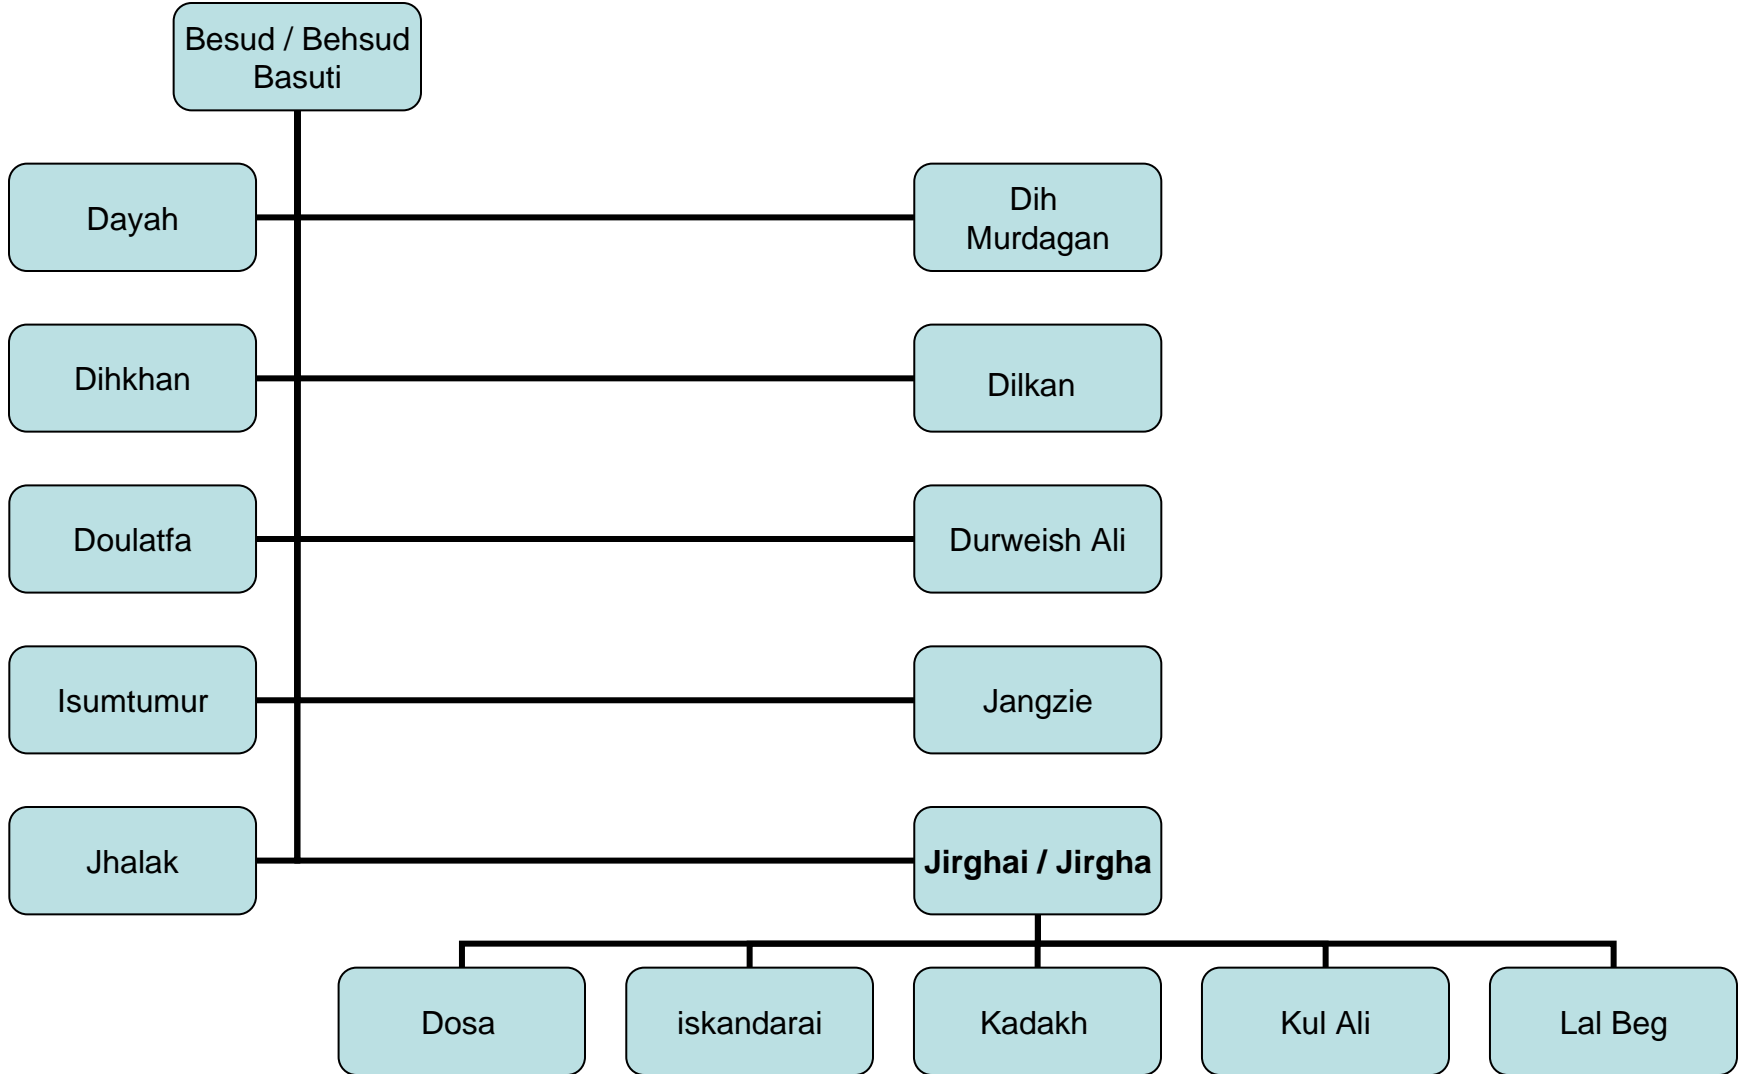 Besud / Behsud
Basuti
Dayah
Dih
Murdagan
Dihkhan
Dilkan
Doulatfa
Durweish Ali
Isumtumur
Jangzie
Jhalak
Jirghai / Jirgha
Dosa
iskandarai
Kadakh
Kul Ali
Lal Beg